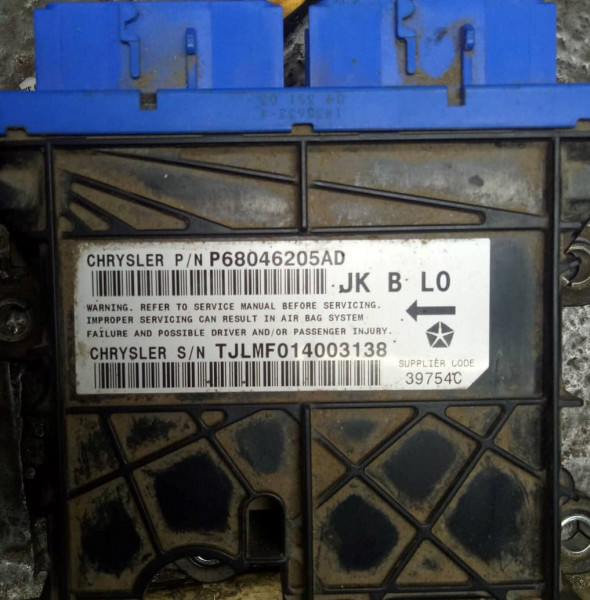 CHRYSLER P/N P68046205AD
JK B LO
WARNING. REFER TO SERVICE MANUAL BEFORE SERVICING.
IMPROPER SERVICING CAN RESULT IN AIR BAG SYSTEM
FAILURE AND POSSIBLE DRIVER AND/OR PASSENGER INJURY.
CHRYSLER S/N TJLMF014003138
SUPPLIER CODE
39754C